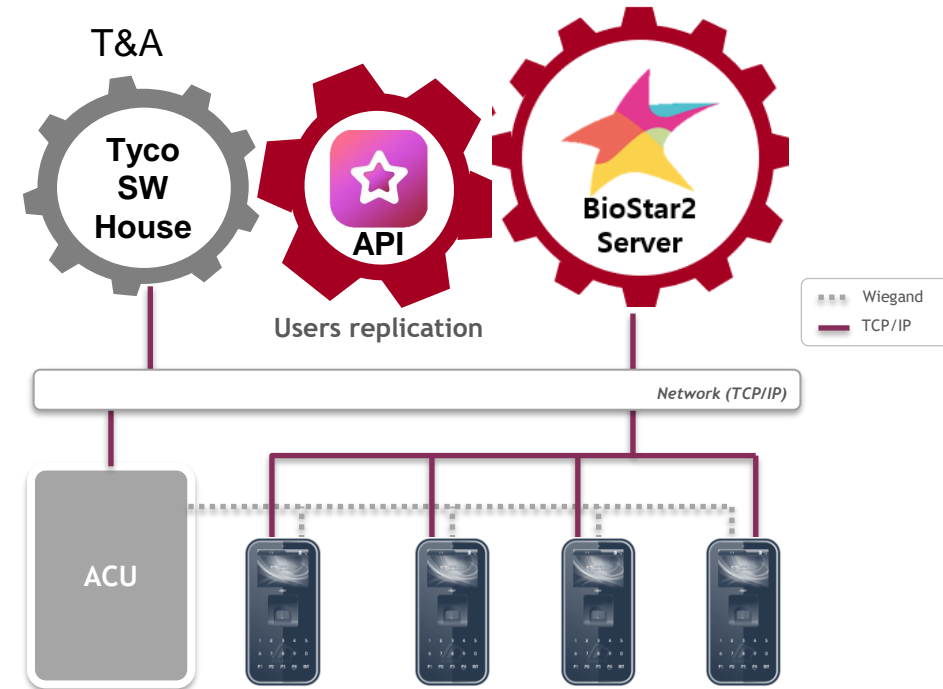 T&A
Tyco
SW
House
API
BioStar2
Server
Users replication
Wiegand
TCP/IP
Network (TCP/IP)
ACU